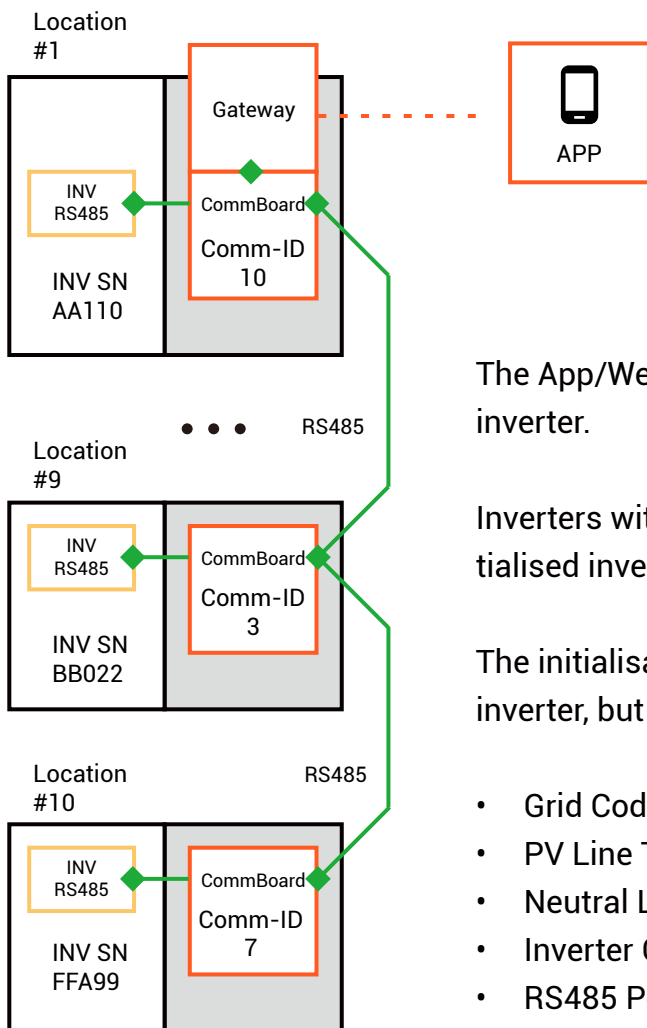 Location
#1
Gateway
APP
INV
RS485
CommBoard
Comm-ID
10
INV SN
AA110
The App/We
inverter.
RS485
Location
#9
INV
RS485
CommBoard
Comm-ID
3
INV SN
BB022
Inverters wit
tialised inve
The initialisa
inverter, but
Location
#10
RS485
INV
RS485
CommBoard
Comm-ID
7
INV SN
FFA99
• Grid Cod
• PV Line T
• Neutral L
• Inverter C
• RS485 P